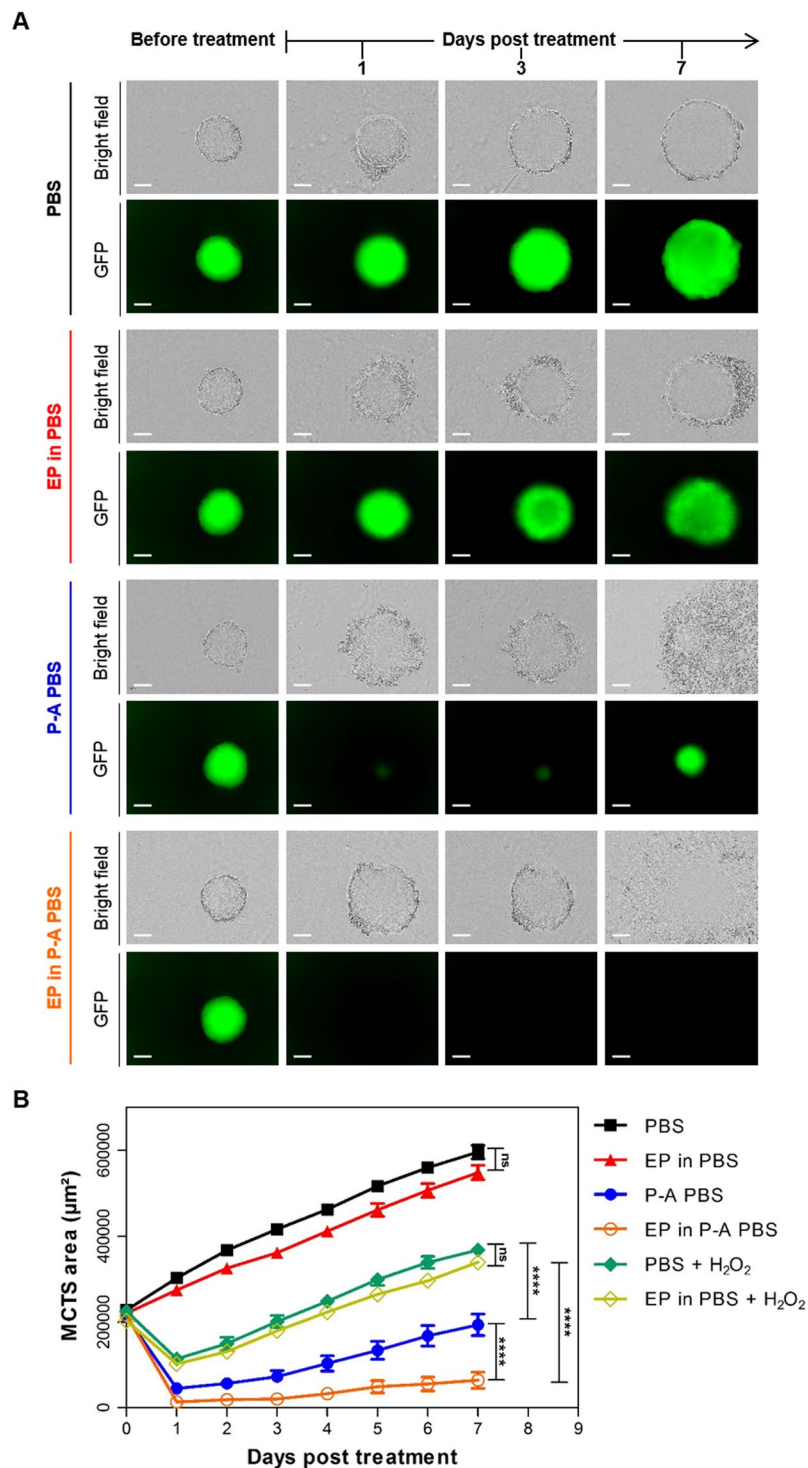 A
Before treatment
Days post treatment
1
3
7
PBS
Bright field
GFP
EP in PBS
Bright field
GFP
P-A PBS
Bright field
GFP
EP in P-A PBS
Bright field
GFP
B
MCTS area (µm²)
600000
400000
200000
0
0 1 2 3 4 5 6 7 8 9
Days post treatment
ns
ns
****
****
****
PBS
EP in PBS
P-A PBS
EP in P-A PBS
PBS + H₂O₂
EP in PBS + H₂O₂